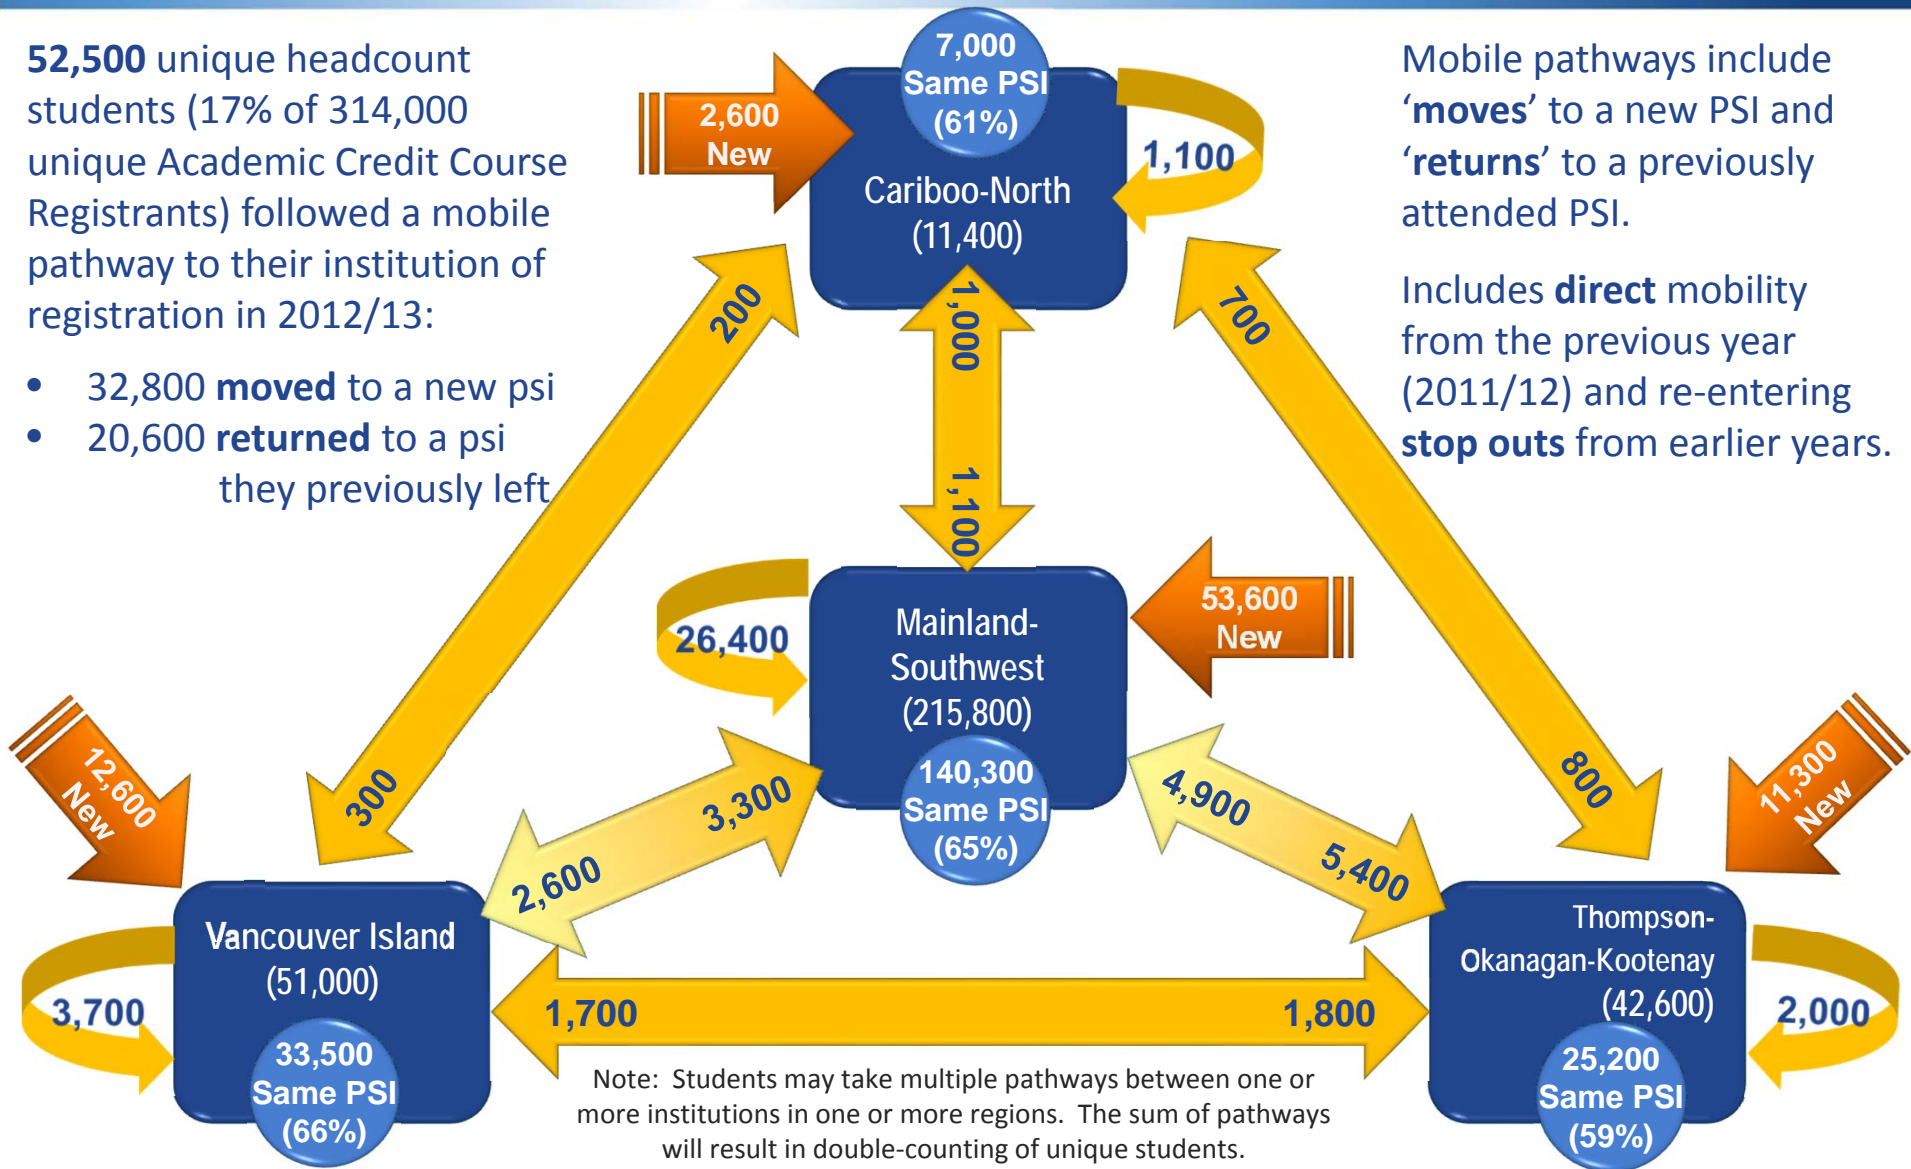 52,500 unique headcount
students (17% of 314,000
unique Academic Credit Course
Registrants) followed a mobile
pathway to their institution of
registration in 2012/13:
• 32,800 moved to a new psi
• 20,600 returned to a psi
they previously left
Mobile pathways include
‘moves’ to a new PSI and
‘returns’ to a previously
attended PSI.
Includes direct mobility
from the previous year
(2011/12) and re-entering
stop outs from earlier years.
7,000
Same PSI
(61%)
2,600
New
1,100
Cariboo-North
(11,400)
200
1,000
700
1,100
300
800
26,400
Mainland-
Southwest
(215,800)
53,600
New
140,300
Same PSI
(65%)
3,300
2,600
4,900
5,400
12,600
New
11,300
New
Vancouver Island
(51,000)
3,700
33,500
Same PSI
(66%)
1,700
1,800
Thompson-
Okanagan-Kootenay
(42,600)
2,000
25,200
Same PSI
(59%)
Note: Students may take multiple pathways between one or
more institutions in one or more regions. The sum of pathways
will result in double-counting of unique students.